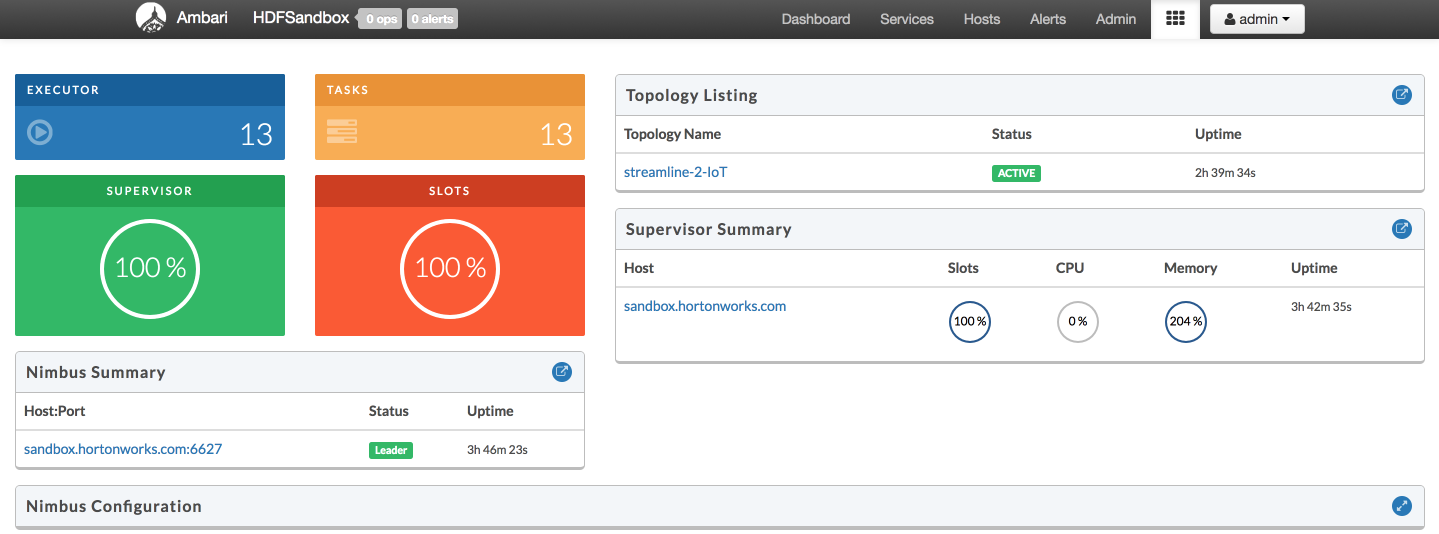 Ambari HDFSandbox 0 ops 0 alerts Dashboard Services Hosts Alerts Admin admin
EXECUTOR
13
TASKS
13
SUPERVISOR
100 %
SLOTS
100 %
Nimbus Summary
Host:Port Status Uptime
sandbox.hortonworks.com:6627 Leader 3h 46m 23s
Topology Listing
Topology Name Status Uptime
streamline-2-IoT ACTIVE 2h 39m 34s
Supervisor Summary
Host Slots CPU Memory Uptime
sandbox.hortonworks.com 100 % 0 % 204 % 3h 42m 35s
Nimbus Configuration